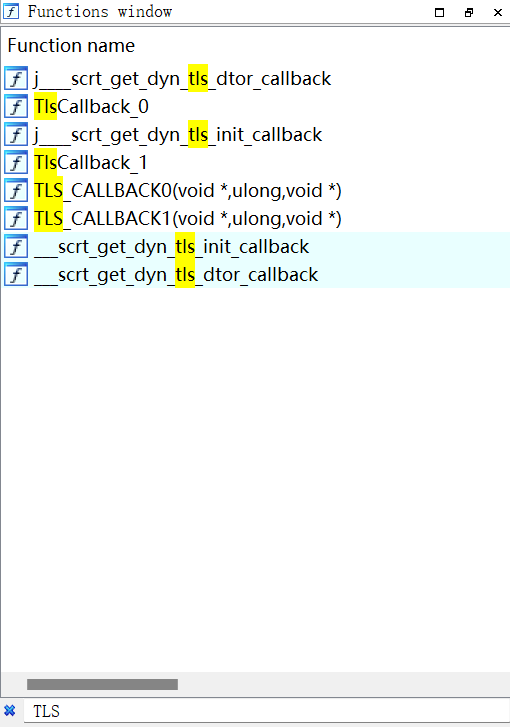 Functions window
Function name
j___scrt_get_dyn_tls_dtor_callback
TlsCallback_0
j___scrt_get_dyn_tls_init_callback
TlsCallback_1
TLS_CALLBACK0(void *,ulong,void *)
TLS_CALLBACK1(void *,ulong,void *)
___scrt_get_dyn_tls_init_callback
___scrt_get_dyn_tls_dtor_callback
TLS